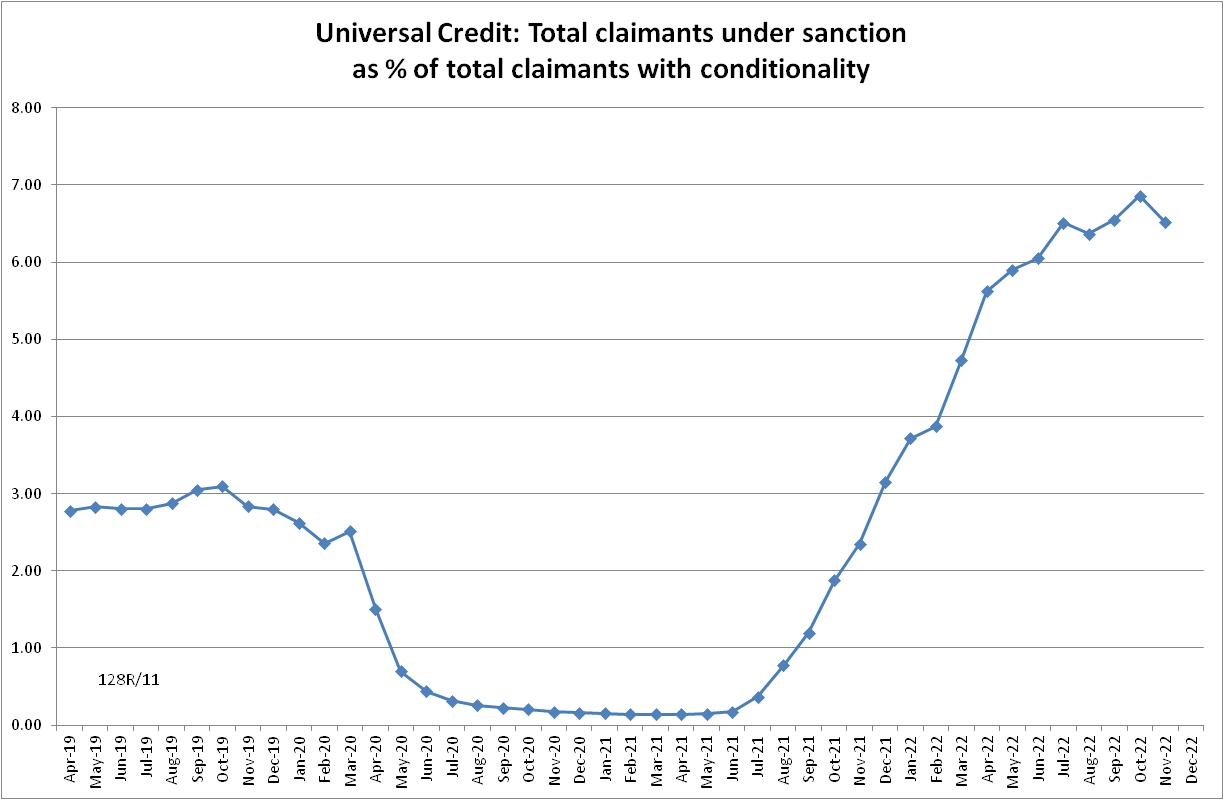 Universal Credit: Total claimants under sanction
as % of total claimants with conditionality
8.00
7.00
6.00
5.00
4.00
3.00
2.00
1.00
0.00
128R/11
Apr-19
May-19
Jun-19
Jul-19
Aug-19
Sep-19
Oct-19
Nov-19
Dec-19
Jan-20
Feb-20
Mar-20
Apr-20
May-20
Jun-20
Jul-20
Aug-20
Sep-20
Oct-20
Nov-20
Dec-20
Jan-21
Feb-21
Mar-21
Apr-21
May-21
Jun-21
Jul-21
Aug-21
Sep-21
Oct-21
Nov-21
Dec-21
Jan-22
Feb-22
Mar-22
Apr-22
May-22
Jun-22
Jul-22
Aug-22
Sep-22
Oct-22
Nov-22
Dec-22